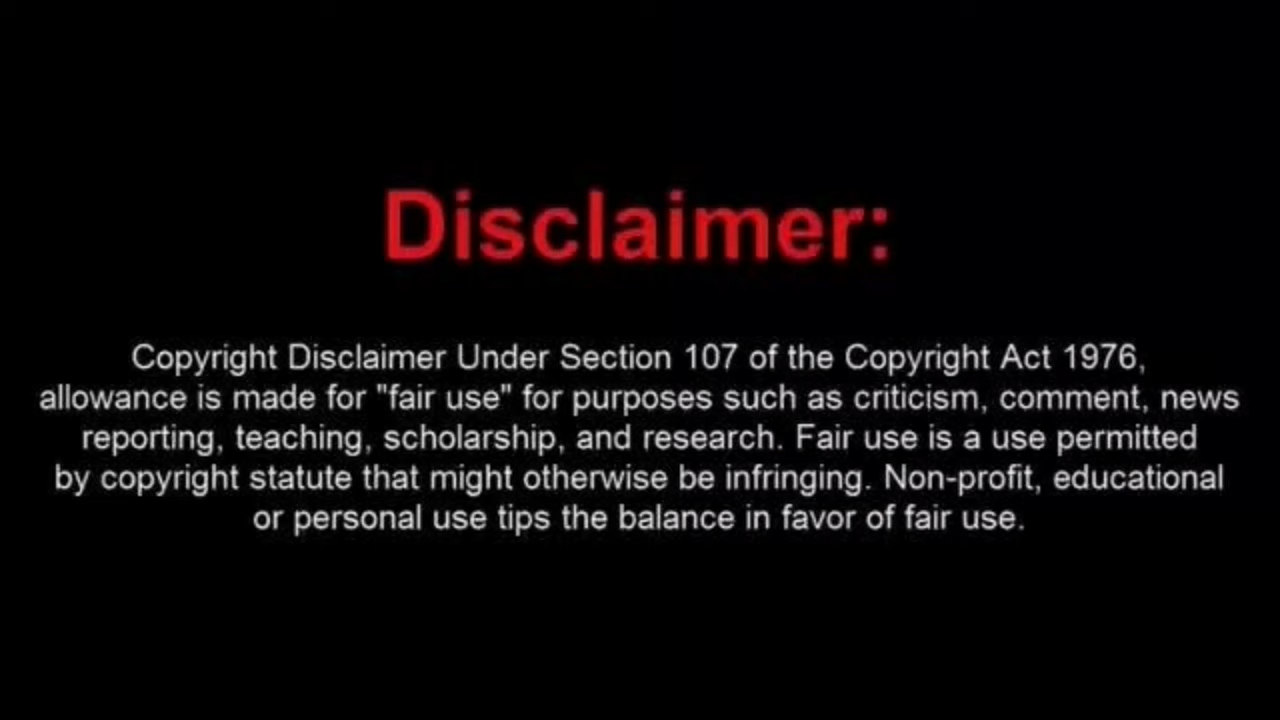 Disclaimer:
Copyright Disclaimer Under Section 107 of the Copyright Act 1976,
allowance is made for "fair use" for purposes such as criticism, comment, news
reporting, teaching, scholarship, and research. Fair use is a use permitted
by copyright statute that might otherwise be infringing. Non-profit, educational
or personal use tips the balance in favor of fair use.